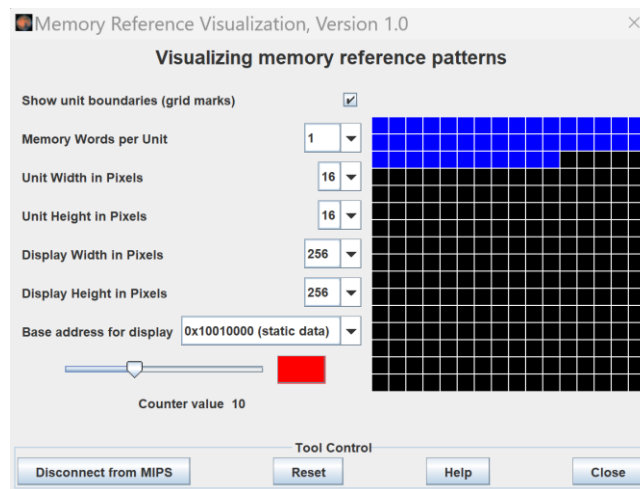 Memory Reference Visualization, Version 1.0
Visualizing memory reference patterns
Show unit boundaries (grid marks)
Memory Words per Unit 1
Unit Width in Pixels 16
Unit Height in Pixels 16
Display Width in Pixels 256
Display Height in Pixels 256
Base address for display 0x10010000 (static data)
Counter value 10
Tool Control
Disconnect from MIPS Reset Help Close